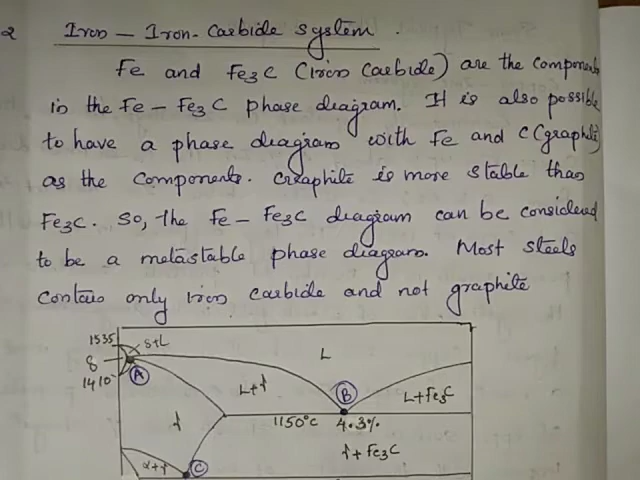 2
Iron - Iron-Carbide system.
Fe and Fe3C (Iron Carbide) are the components
in the Fe - Fe3C phase diagram. It is also possible
to have a phase diagram with Fe and C (graphite)
as the components. Graphite is more stable than
Fe3C. So, the Fe - Fe3C diagram can be considered
to be a metastable phase diagram. Most steels
contain only iron carbide and not graphite
1535
δ+L
L
δ
1410
A
L+γ
B
L+Fe3C
γ
1150°C
4.3%
γ+Fe3C
α+γ
C